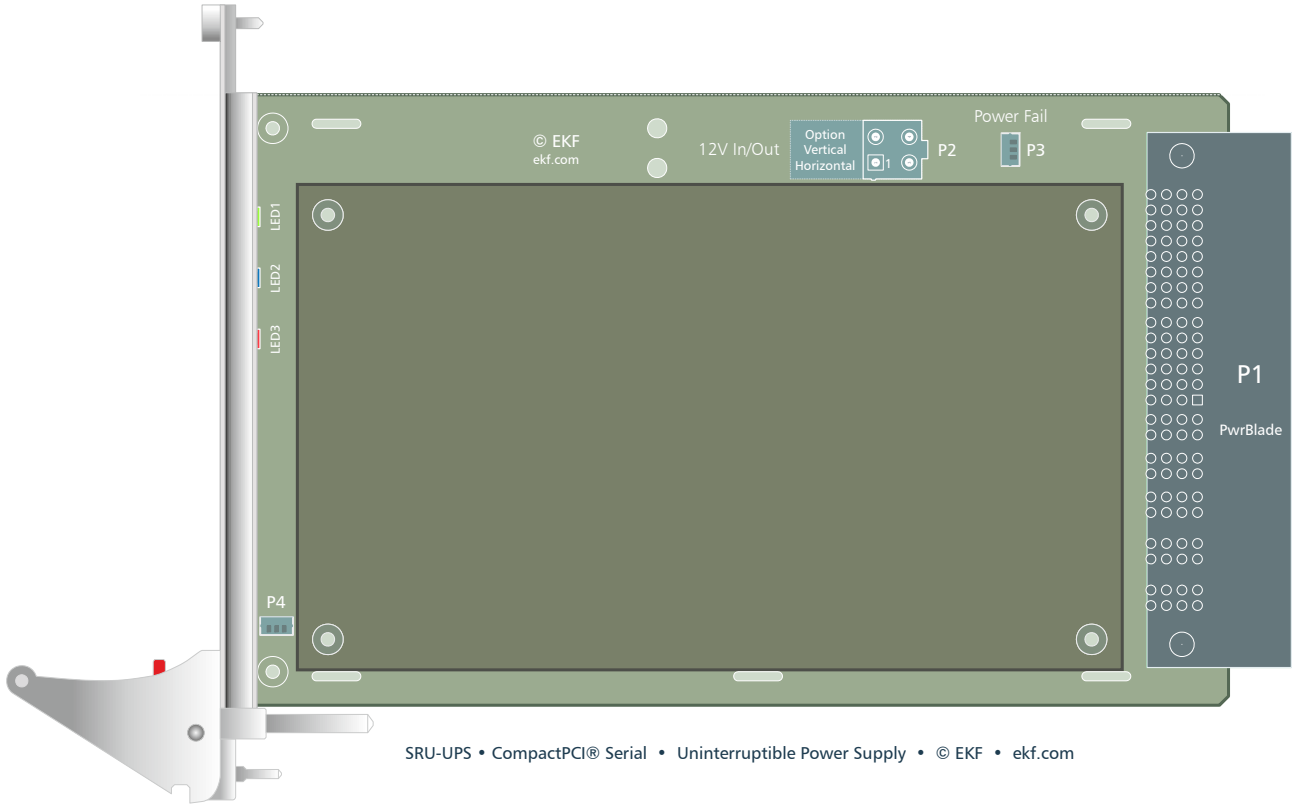 Power Fail
© EKF
ekf.com
12V In/Out
Option
Vertical
Horizontal
1
P2
P3
LED1
LED2
LED3
P1
PwrBlade
P4
SRU-UPS • CompactPCI® Serial • Uninterruptible Power Supply • © EKF • ekf.com